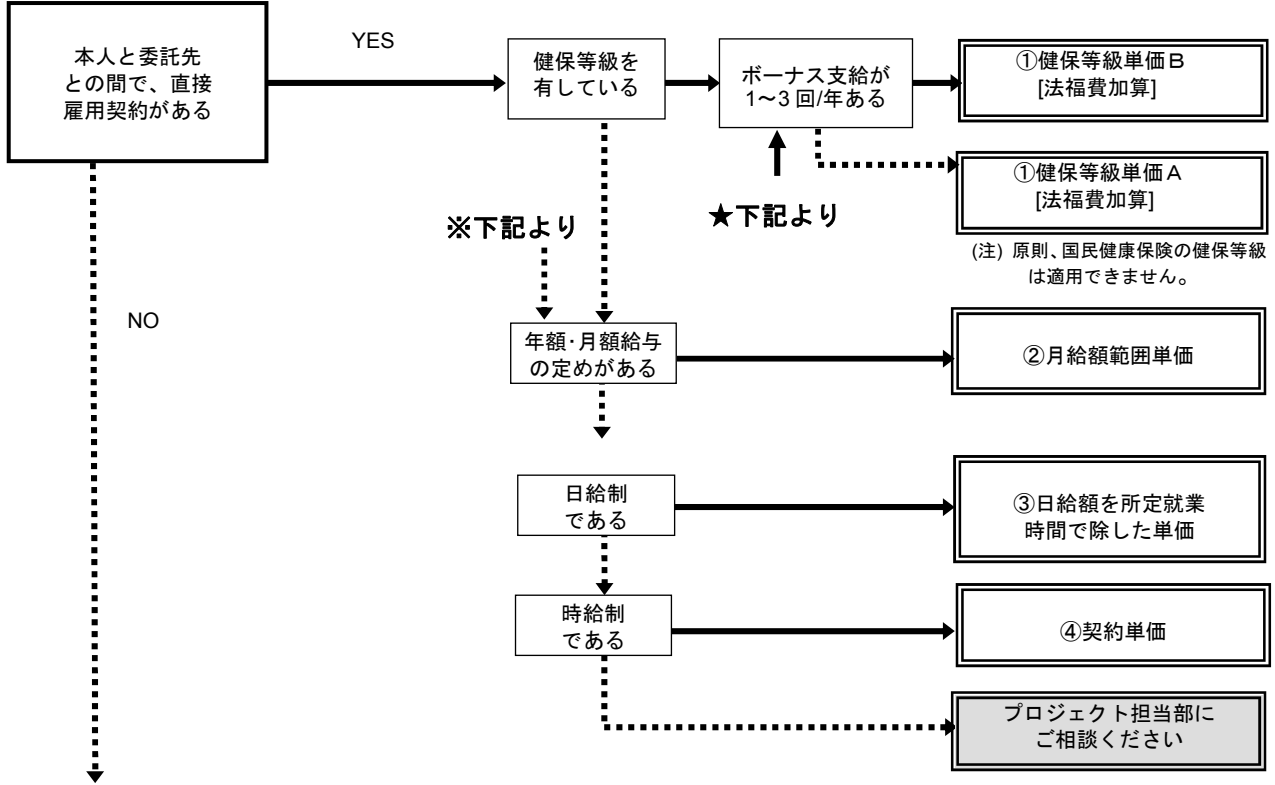 本人と委託先
との間で、直接
雇用契約がある
YES
健保等級を
有している
ボーナス支給が
1～3回/年ある
①健保等級単価B
[法福費加算]
①健保等級単価A
[法福費加算]
※下記より
★下記より
(注) 原則、国民健康保険の健保等級
は適用できません。
NO
年額･月額給与
の定めがある
②月給額範囲単価
日給制
である
③日給額を所定就業
時間で除した単価
時給制
である
④契約単価
プロジェクト担当部に
ご相談ください